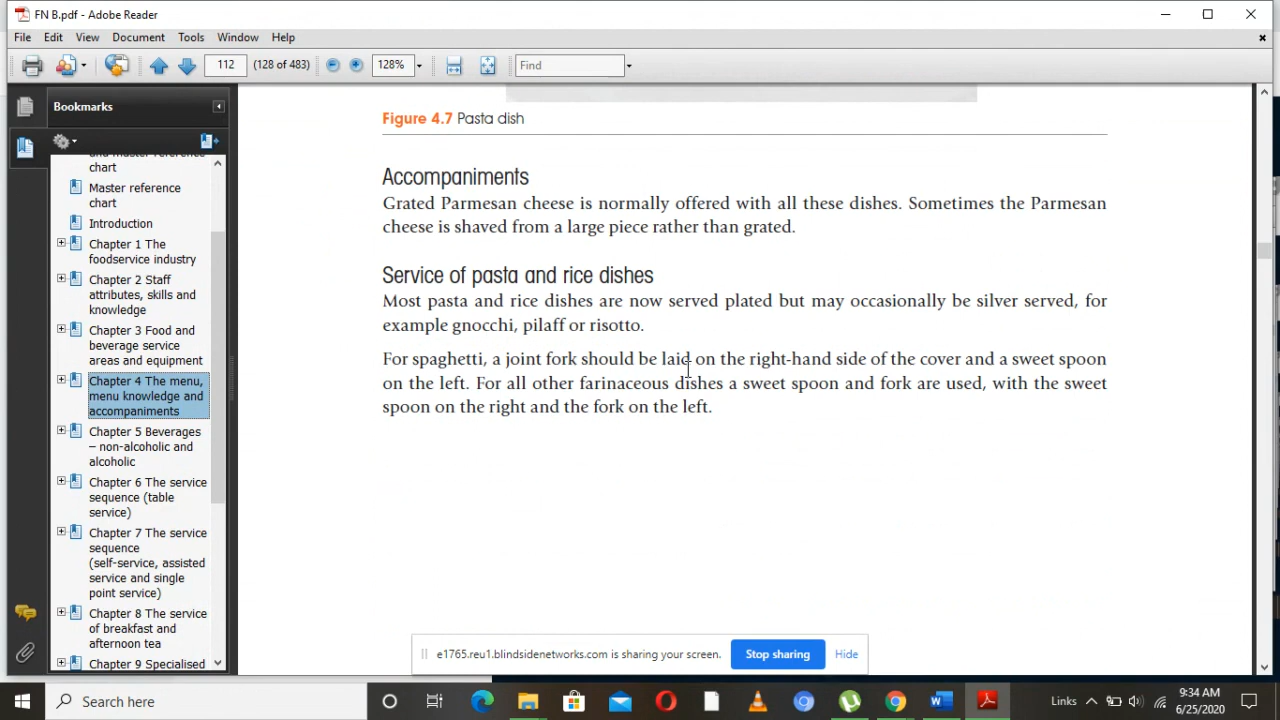 FN B.pdf - Adobe Reader
File Edit View Document Tools Window Help
112 (128 of 483) 128% Find
Bookmarks
and master reference
chart
Master reference
chart
Introduction
Chapter 1 The
foodservice industry
Chapter 2 Staff
attributes, skills and
knowledge
Chapter 3 Food and
beverage service
areas and equipment
Chapter 4 The menu,
menu knowledge and
accompaniments
Chapter 5 Beverages
– non-alcoholic and
alcoholic
Chapter 6 The service
sequence (table
service)
Chapter 7 The service
sequence
(self-service, assisted
service and single
point service)
Chapter 8 The service
of breakfast and
afternoon tea
Chapter 9 Specialised
Figure 4.7 Pasta dish
Accompaniments
Grated Parmesan cheese is normally offered with all these dishes. Sometimes the Parmesan
cheese is shaved from a large piece rather than grated.
Service of pasta and rice dishes
Most pasta and rice dishes are now served plated but may occasionally be silver served, for
example gnocchi, pilaff or risotto.
For spaghetti, a joint fork should be laid on the right-hand side of the cover and a sweet spoon
on the left. For all other farinaceous dishes a sweet spoon and fork are used, with the sweet
spoon on the right and the fork on the left.
e1765.reu1.blindsidenetworks.com is sharing your screen. Stop sharing Hide
Search here
Links
9:34 AM
6/25/2020